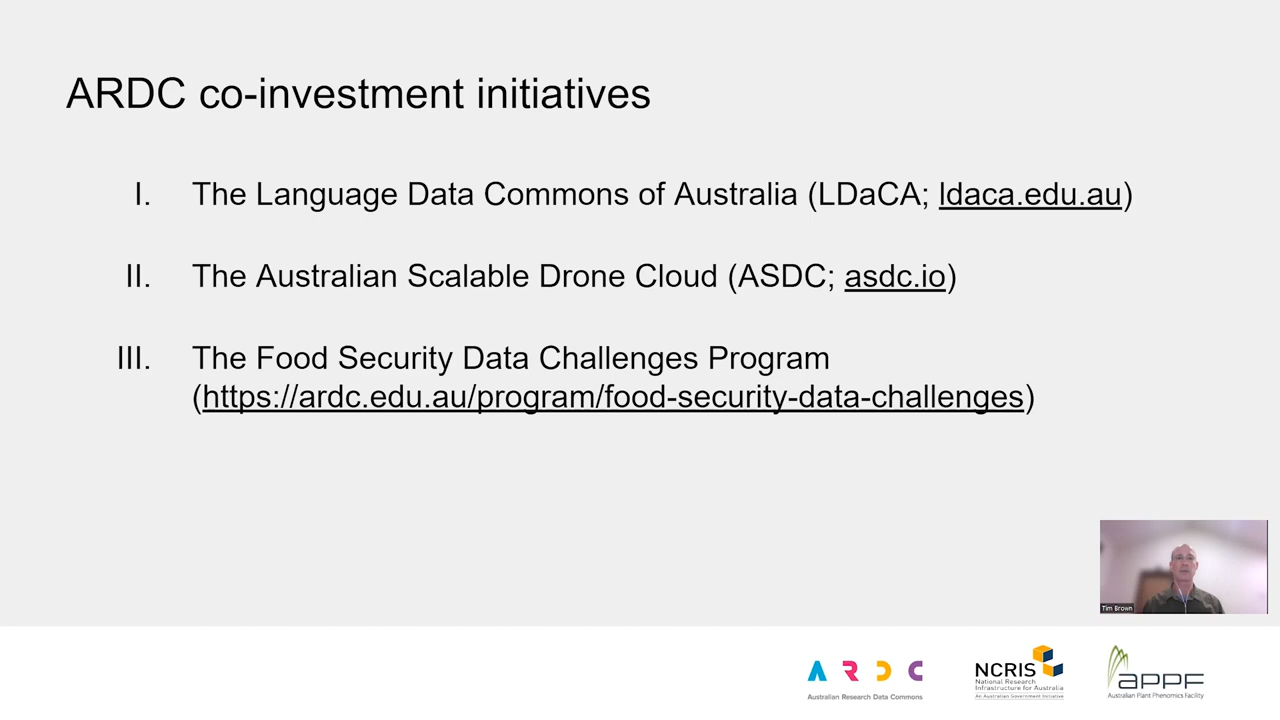 ARDC co-investment initiatives
I. The Language Data Commons of Australia (LDaCA; ldaca.edu.au)
II. The Australian Scalable Drone Cloud (ASDC; asdc.io)
III. The Food Security Data Challenges Program
(https://ardc.edu.au/program/food-security-data-challenges)
Tim Brown
ARDC
Australian Research Data Commons
NCRIS
National Research
Infrastructure for Australia
An Australian Government Initiative
APPF
Australian Plant Phenomics Facility